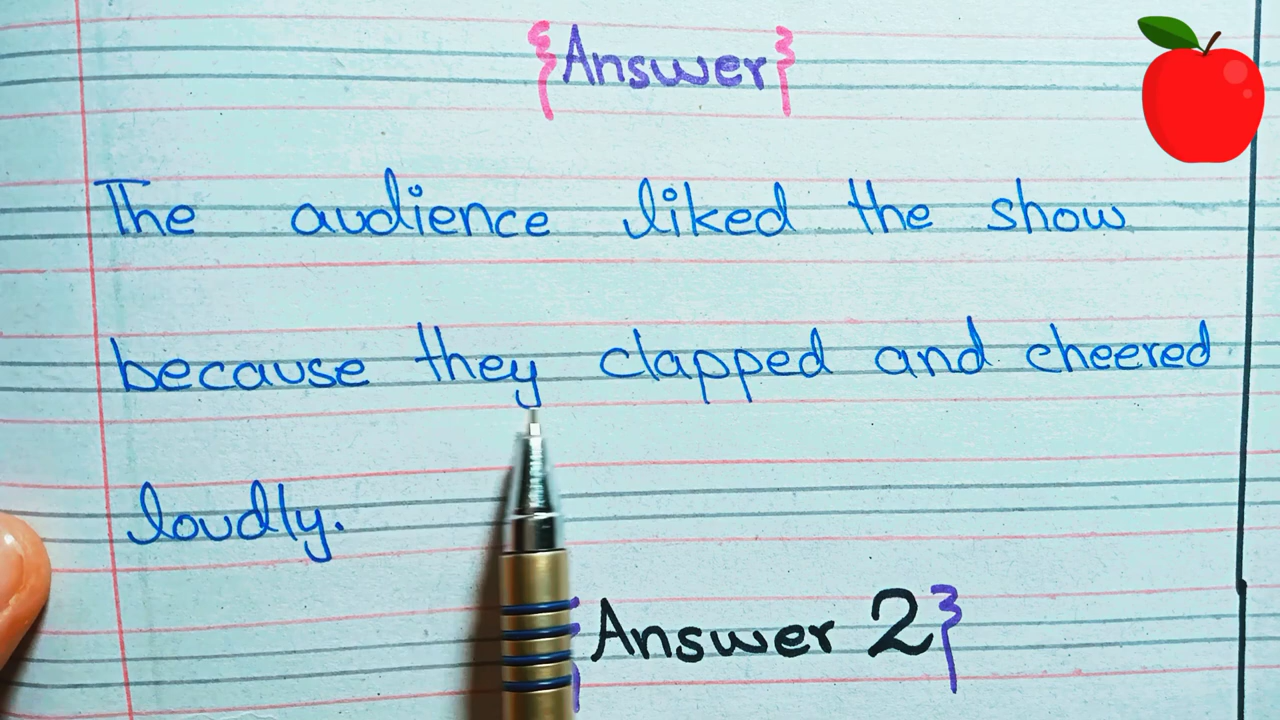 {Answer}
The audience liked the show
because they clapped and cheered
loudly.
{Answer 2}